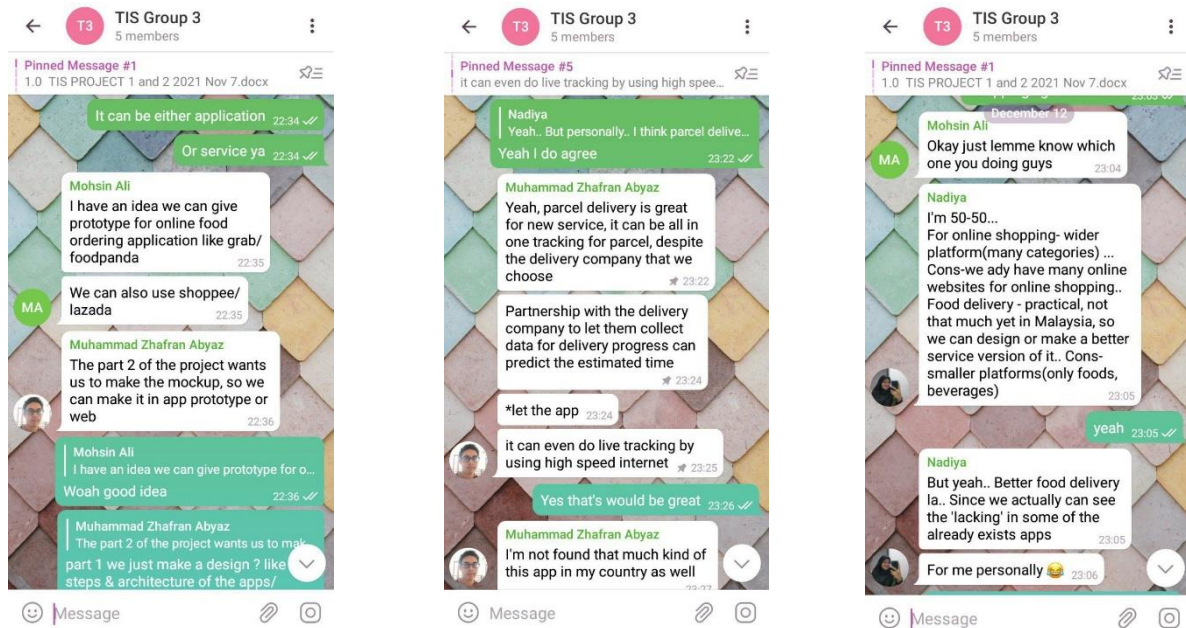 T3
TIS Group 3
5 members
Pinned Message #1
1.0 TIS PROJECT 1 and 2 2021 Nov 7.docx
It can be either application 22:34
Or service ya 22:34
Mohsin Ali
I have an idea we can give
prototype for online food
ordering application like grab/
foodpanda
22:35
We can also use shoppee/
lazada
22:35
MA
Muhammad Zhafran Abyaz
The part 2 of the project wants
us to make the mockup, so we
can make it in app prototype or
web
22:36
Mohsin Ali
I have an idea we can give prototype for o...
Woah good idea
22:36
Muhammad Zhafran Abyaz
The part 2 of the project wants us to mak
part 1 we just make a design ? like
steps & architecture of the apps/
Message
T3
TIS Group 3
5 members
Pinned Message #5
it can even do live tracking by using high spee...
Nadiya
Yeah.. But personally.. I think parcel delive...
Yeah I do agree
23:22
Muhammad Zhafran Abyaz
Yeah, parcel delivery is great
for new service, it can be all in
one tracking for parcel, despite
the delivery company that we
choose
23:22
Partnership with the delivery
company to let them collect
data for delivery progress can
predict the estimated time
23:24
*let the app 23:24
it can even do live tracking by
using high speed internet
23:25
Yes that's would be great 23:26
Muhammad Zhafran Abyaz
I'm not found that much kind of
this app in my country as well
23:27
Message
T3
TIS Group 3
5 members
Pinned Message #1
1.0 TIS PROJECT 1 and 2 2021 Nov 7.docx
23:03
December 12
Mohsin Ali
Okay just lemme know which
one you doing guys
23:04
MA
Nadiya
I'm 50-50...
For online shopping- wider
platform(many categories) ...
Cons-we ady have many online
websites for online shopping..
Food delivery - practical, not
that much yet in Malaysia, so
we can design or make a better
service version of it.. Cons-
smaller platforms(only foods,
beverages)
23:05
yeah 23:05
Nadiya
But yeah.. Better food delivery
la.. Since we actually can see
the 'lacking' in some of the
already exists apps
23:05
For me personally 😂 23:06
Message